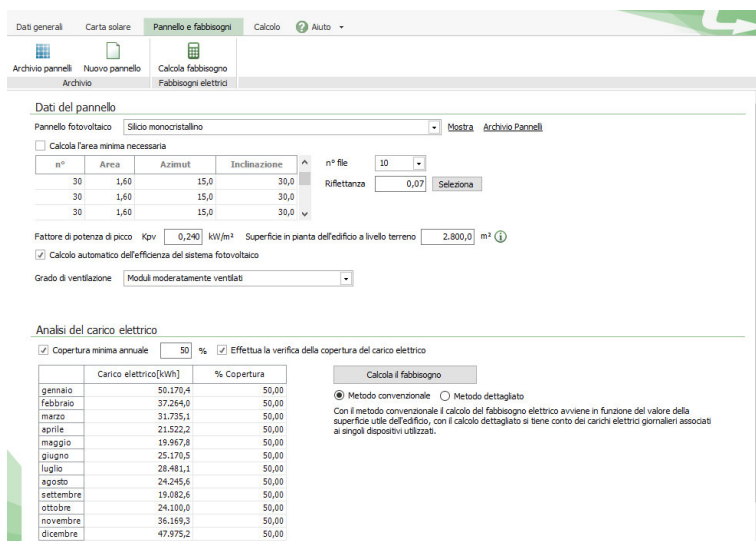 Dati generali Carta solare Pannello e fabbisogni Calcolo Aiuto
Archivio pannelli Nuovo pannello Calcola fabbisogno
Archivio Fabbisogni elettrici
Dati del pannello
Pannello fotovoltaico Silicio monocristallino Mostra Archivio Pannelli
Calcola l'area minima necessaria
n° Area Azimut Inclinazione n° file 10
30 1,60 15,0 30,0 Riflettanza 0,07 Seleziona
30 1,60 15,0 30,0
30 1,60 15,0 30,0
Fattore di potenza di picco Kpv 0,240 kW/m² Superficie in pianta dell'edificio a livello terreno 2.800,0 m²
Calcolo automatico dell'efficienza del sistema fotovoltaico
Grado di ventilazione Moduli moderatamente ventilati
Analisi del carico elettrico
Copertura minima annuale 50 % Effettua la verifica della copertura del carico elettrico
Carico elettrico[kWh] % Copertura Calcola il fabbisogno
gennaio 50.170,4 50,00 Metodo convenzionale Metodo dettagliato
febbraio 37.264,0 50,00 Con il metodo convenzionale il calcolo del fabbisogno elettrico avviene in funzione del valore della
marzo 31.735,1 50,00 superficie utile dell'edificio, con il calcolo dettagliato si tiene conto dei carichi elettrici giornalieri associati
aprile 21.522,2 50,00 ai singoli dispositivi utilizzati.
maggio 19.967,8 50,00
giugno 25.170,5 50,00
luglio 28.481,1 50,00
agosto 24.245,6 50,00
settembre 19.082,6 50,00
ottobre 24.100,0 50,00
novembre 36.169,3 50,00
dicembre 47.975,2 50,00